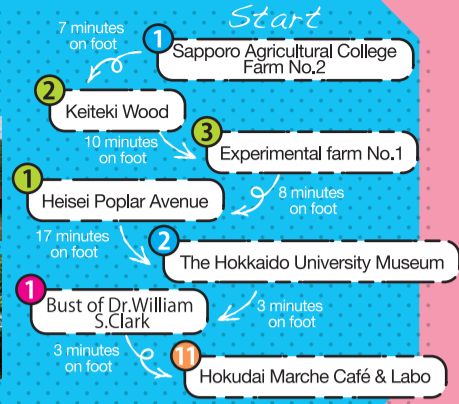 Start
7 minutes
on foot
1
Sapporo Agricultural College
Farm No.2
2
Keiteki Wood
10 minutes
on foot
3
Experimental farm No.1
8 minutes
on foot
1
Heisei Poplar Avenue
17 minutes
on foot
2
The Hokkaido University Museum
3 minutes
on foot
1
Bust of Dr.William
S.Clark
3 minutes
on foot
11
Hokudai Marche Café & Labo